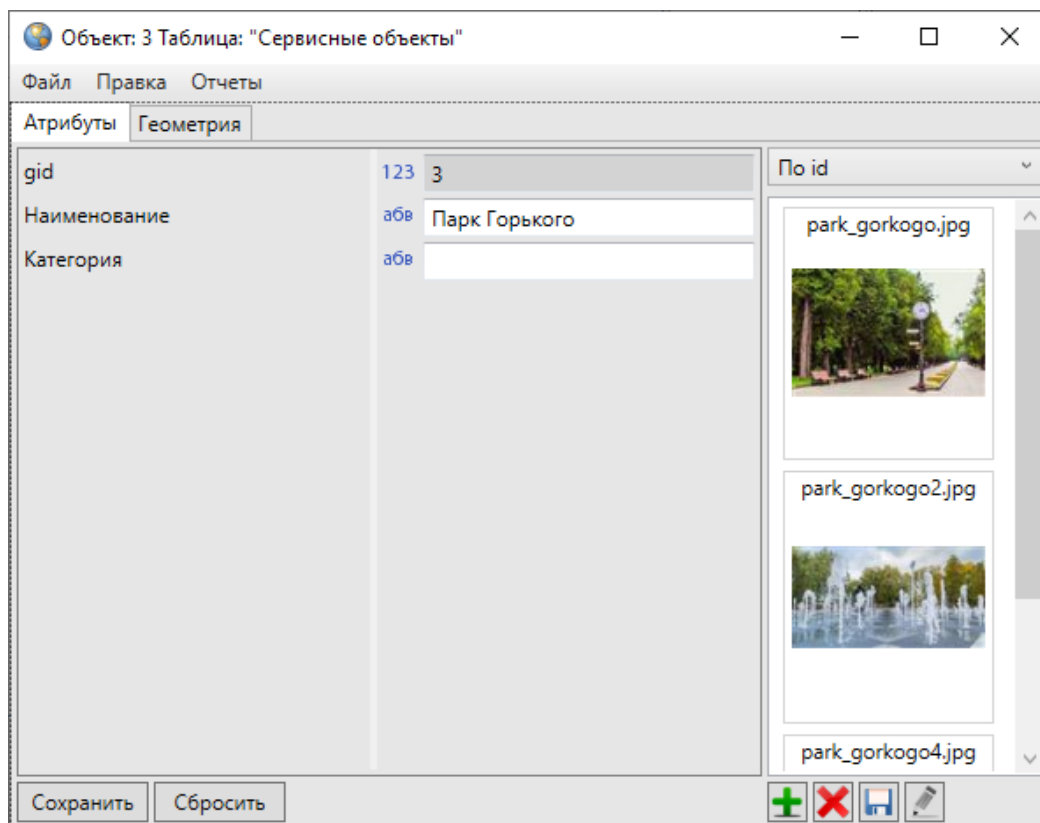 Объект: 3 Таблица: "Сервисные объекты"
Файл Правка Отчеты
Атрибуты Геометрия
gid 123 3
Наименование абв Парк Горького
Категория абв
По id
park_gorkogo.jpg
park_gorkogo2.jpg
park_gorkogo4.jpg
Сохранить Сбросить